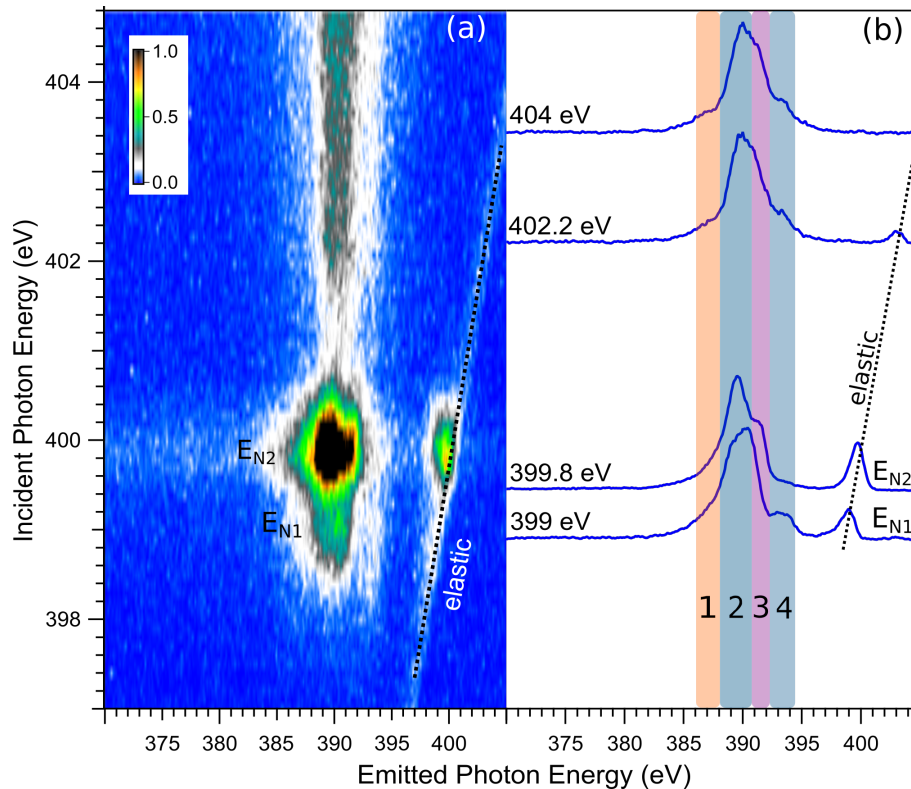 (a)
(b)
1.0
0.5
0.0
404
402
400
398
Incident Photon Energy (eV)
E_N2
E_N1
elastic
404 eV
402.2 eV
399.8 eV
399 eV
elastic
E_N2
E_N1
1 2 3 4
375 380 385 390 395 400
375 380 385 390 395 400
Emitted Photon Energy (eV)